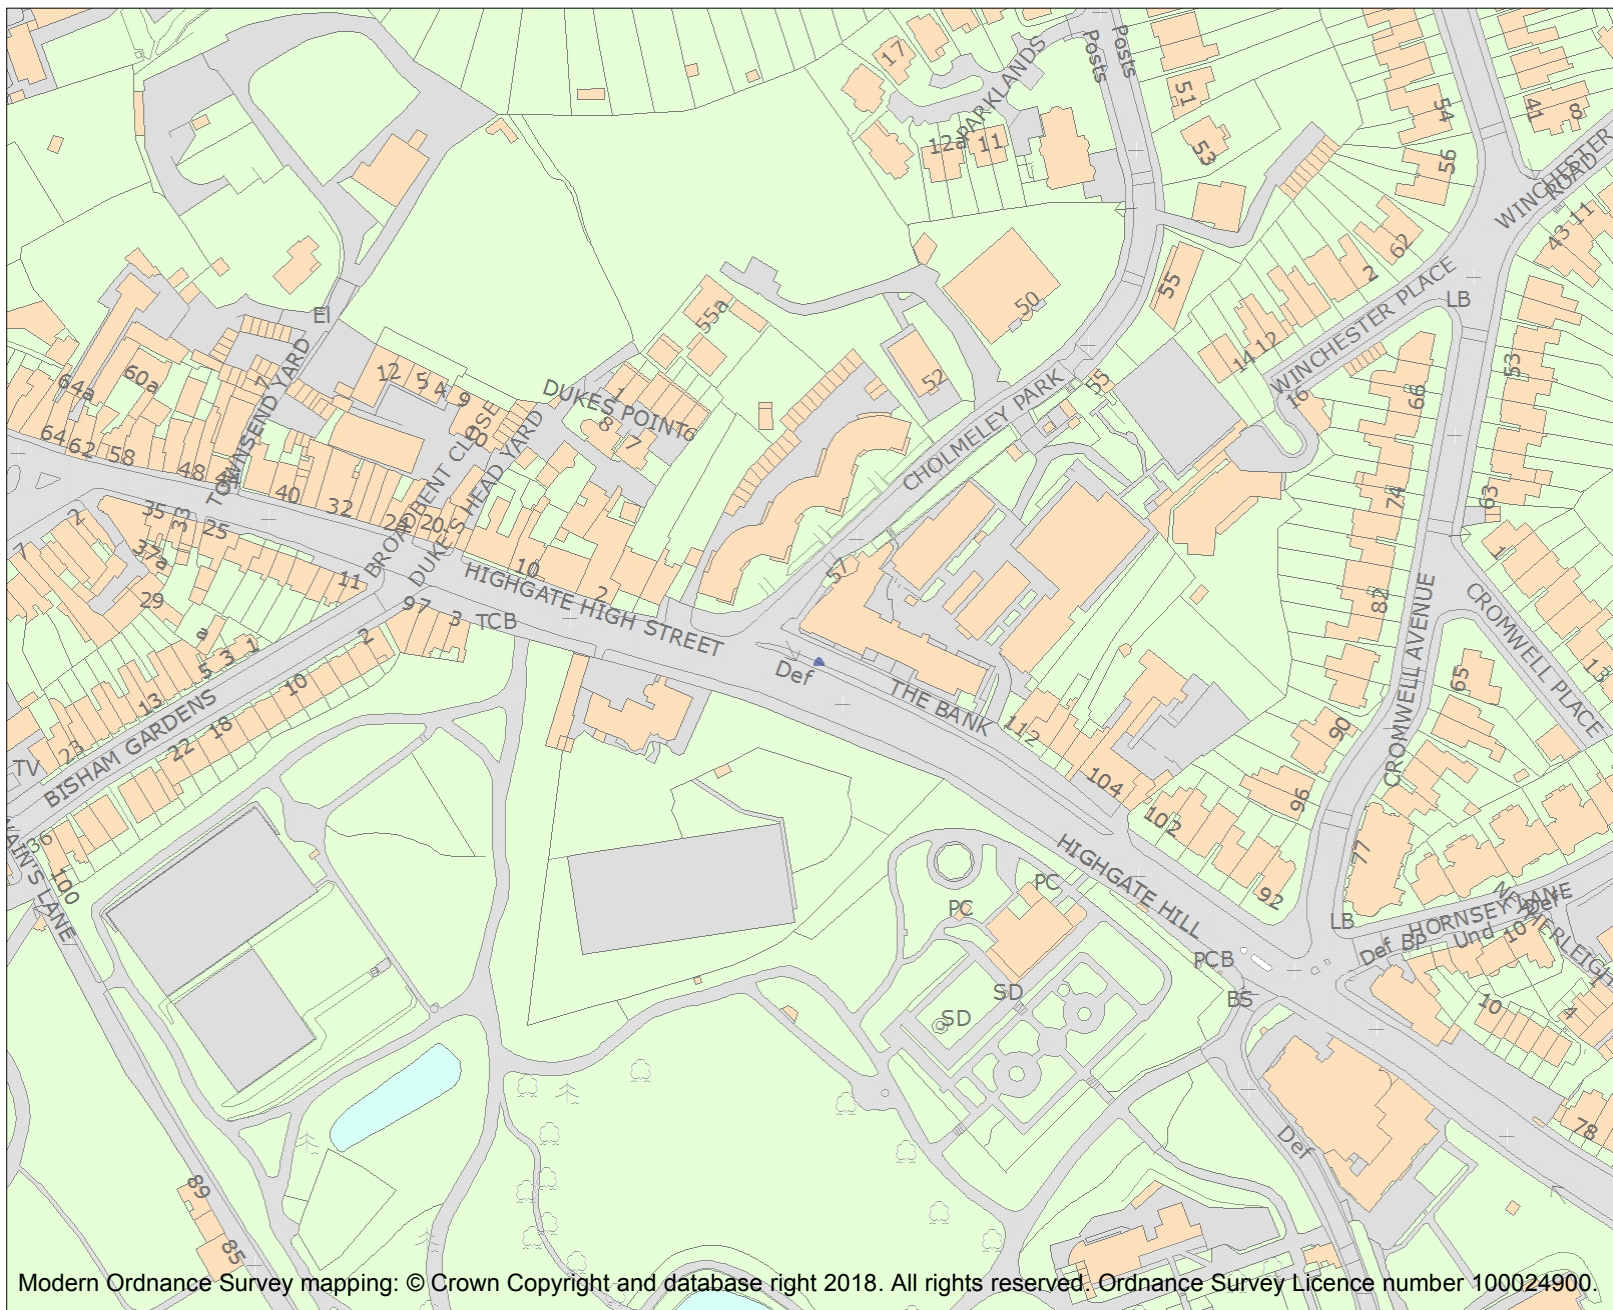 17
PARKLANDS
Posts
Posts
51
54
41
8
12a
11
53
56
WINCHESTER
ROAD
43
11
62
2
50
55
EI
55a
LB
WINCHESTER PLACE
14
12
12
5
4
9
10
52
55
16
66
53
64a
60a
7
TOWNSEND YARD
DUKES POINT
1
6
8
7
CHOLMELEY PARK
64
62
58
48
40
32
24
20
BROADBENT CLOSE
DUKE'S HEAD YARD
74
63
35
33
25
2
7
37a
11
29
HIGHGATE HIGH STREET
10
2
57
1
82
CROMWELL AVENUE
CROMWELL PLACE
97
3
TCB
a
5
3
1
2
13
10
Def
THE BANK
65
13
23
22
18
BISHAM GARDENS
TV
112
90
104
96
102
36
100
HIGHGATE HILL
77
92
PC
PC
LB
HORNSEY LANE
Def
Def BP
Und
10
PCB
BS
SD
SD
10
4
78
Def
89
85
Modern Ordnance Survey mapping: © Crown Copyright and database right 2018. All rights reserved. Ordnance Survey Licence number 100024900.